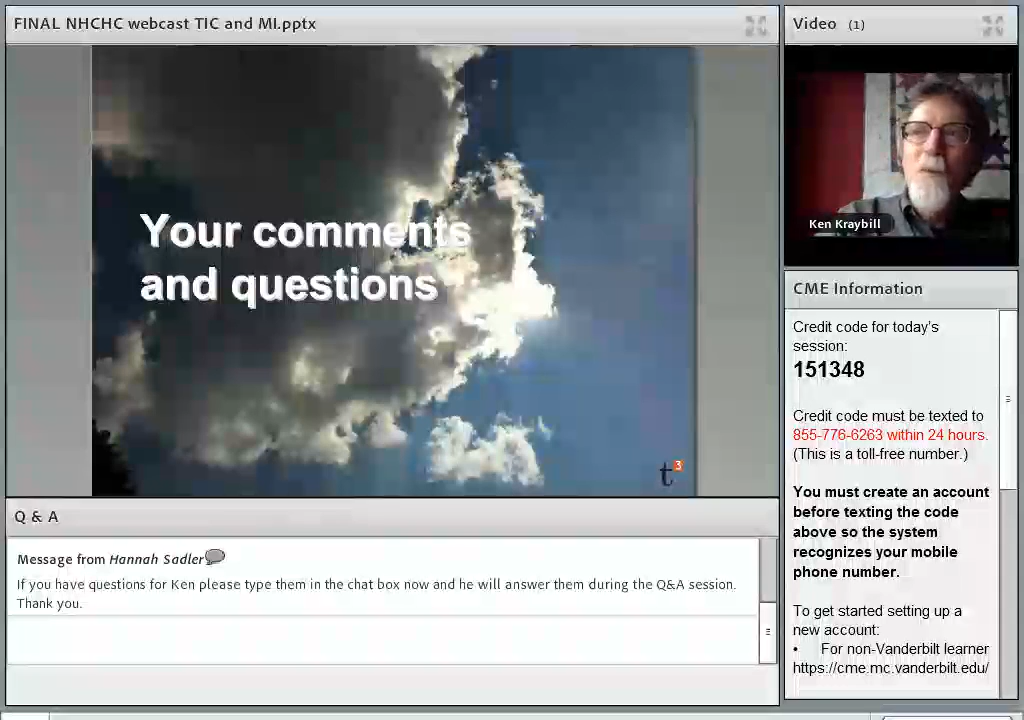 FINAL NHCHC webcast TIC and MI.pptx
Your comments
and questions
t3
Q & A
Message from Hannah Sadler
If you have questions for Ken please type them in the chat box now and he will answer them during the Q&A session.
Thank you.
Video (1)
Ken Kraybill
CME Information
Credit code for today's
session:
151348
Credit code must be texted to
855-776-6263 within 24 hours.
(This is a toll-free number.)
You must create an account
before texting the code
above so the system
recognizes your mobile
phone number.
To get started setting up a
new account:
• For non-Vanderbilt learner
https://cme.mc.vanderbilt.edu/